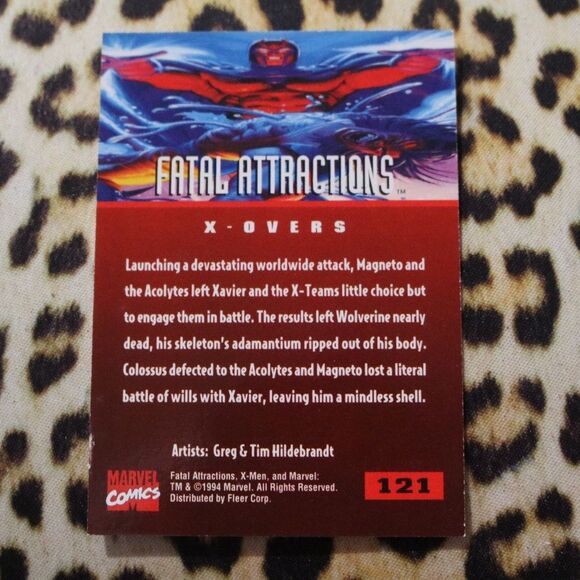 FATAL ATTRACTIONS™
X-OVERS
Launching a devastating worldwide attack, Magneto and
the Acolytes left Xavier and the X-Teams little choice but
to engage them in battle. The results left Wolverine nearly
dead, his skeleton's adamantium ripped out of his body.
Colossus defected to the Acolytes and Magneto lost a literal
battle of wills with Xavier, leaving him a mindless shell.
Artists: Greg & Tim Hildebrandt
MARVEL
COMICS
Fatal Attractions, X-Men, and Marvel:
TM & ©1994 Marvel. All Rights Reserved.
Distributed by Fleer Corp.
121